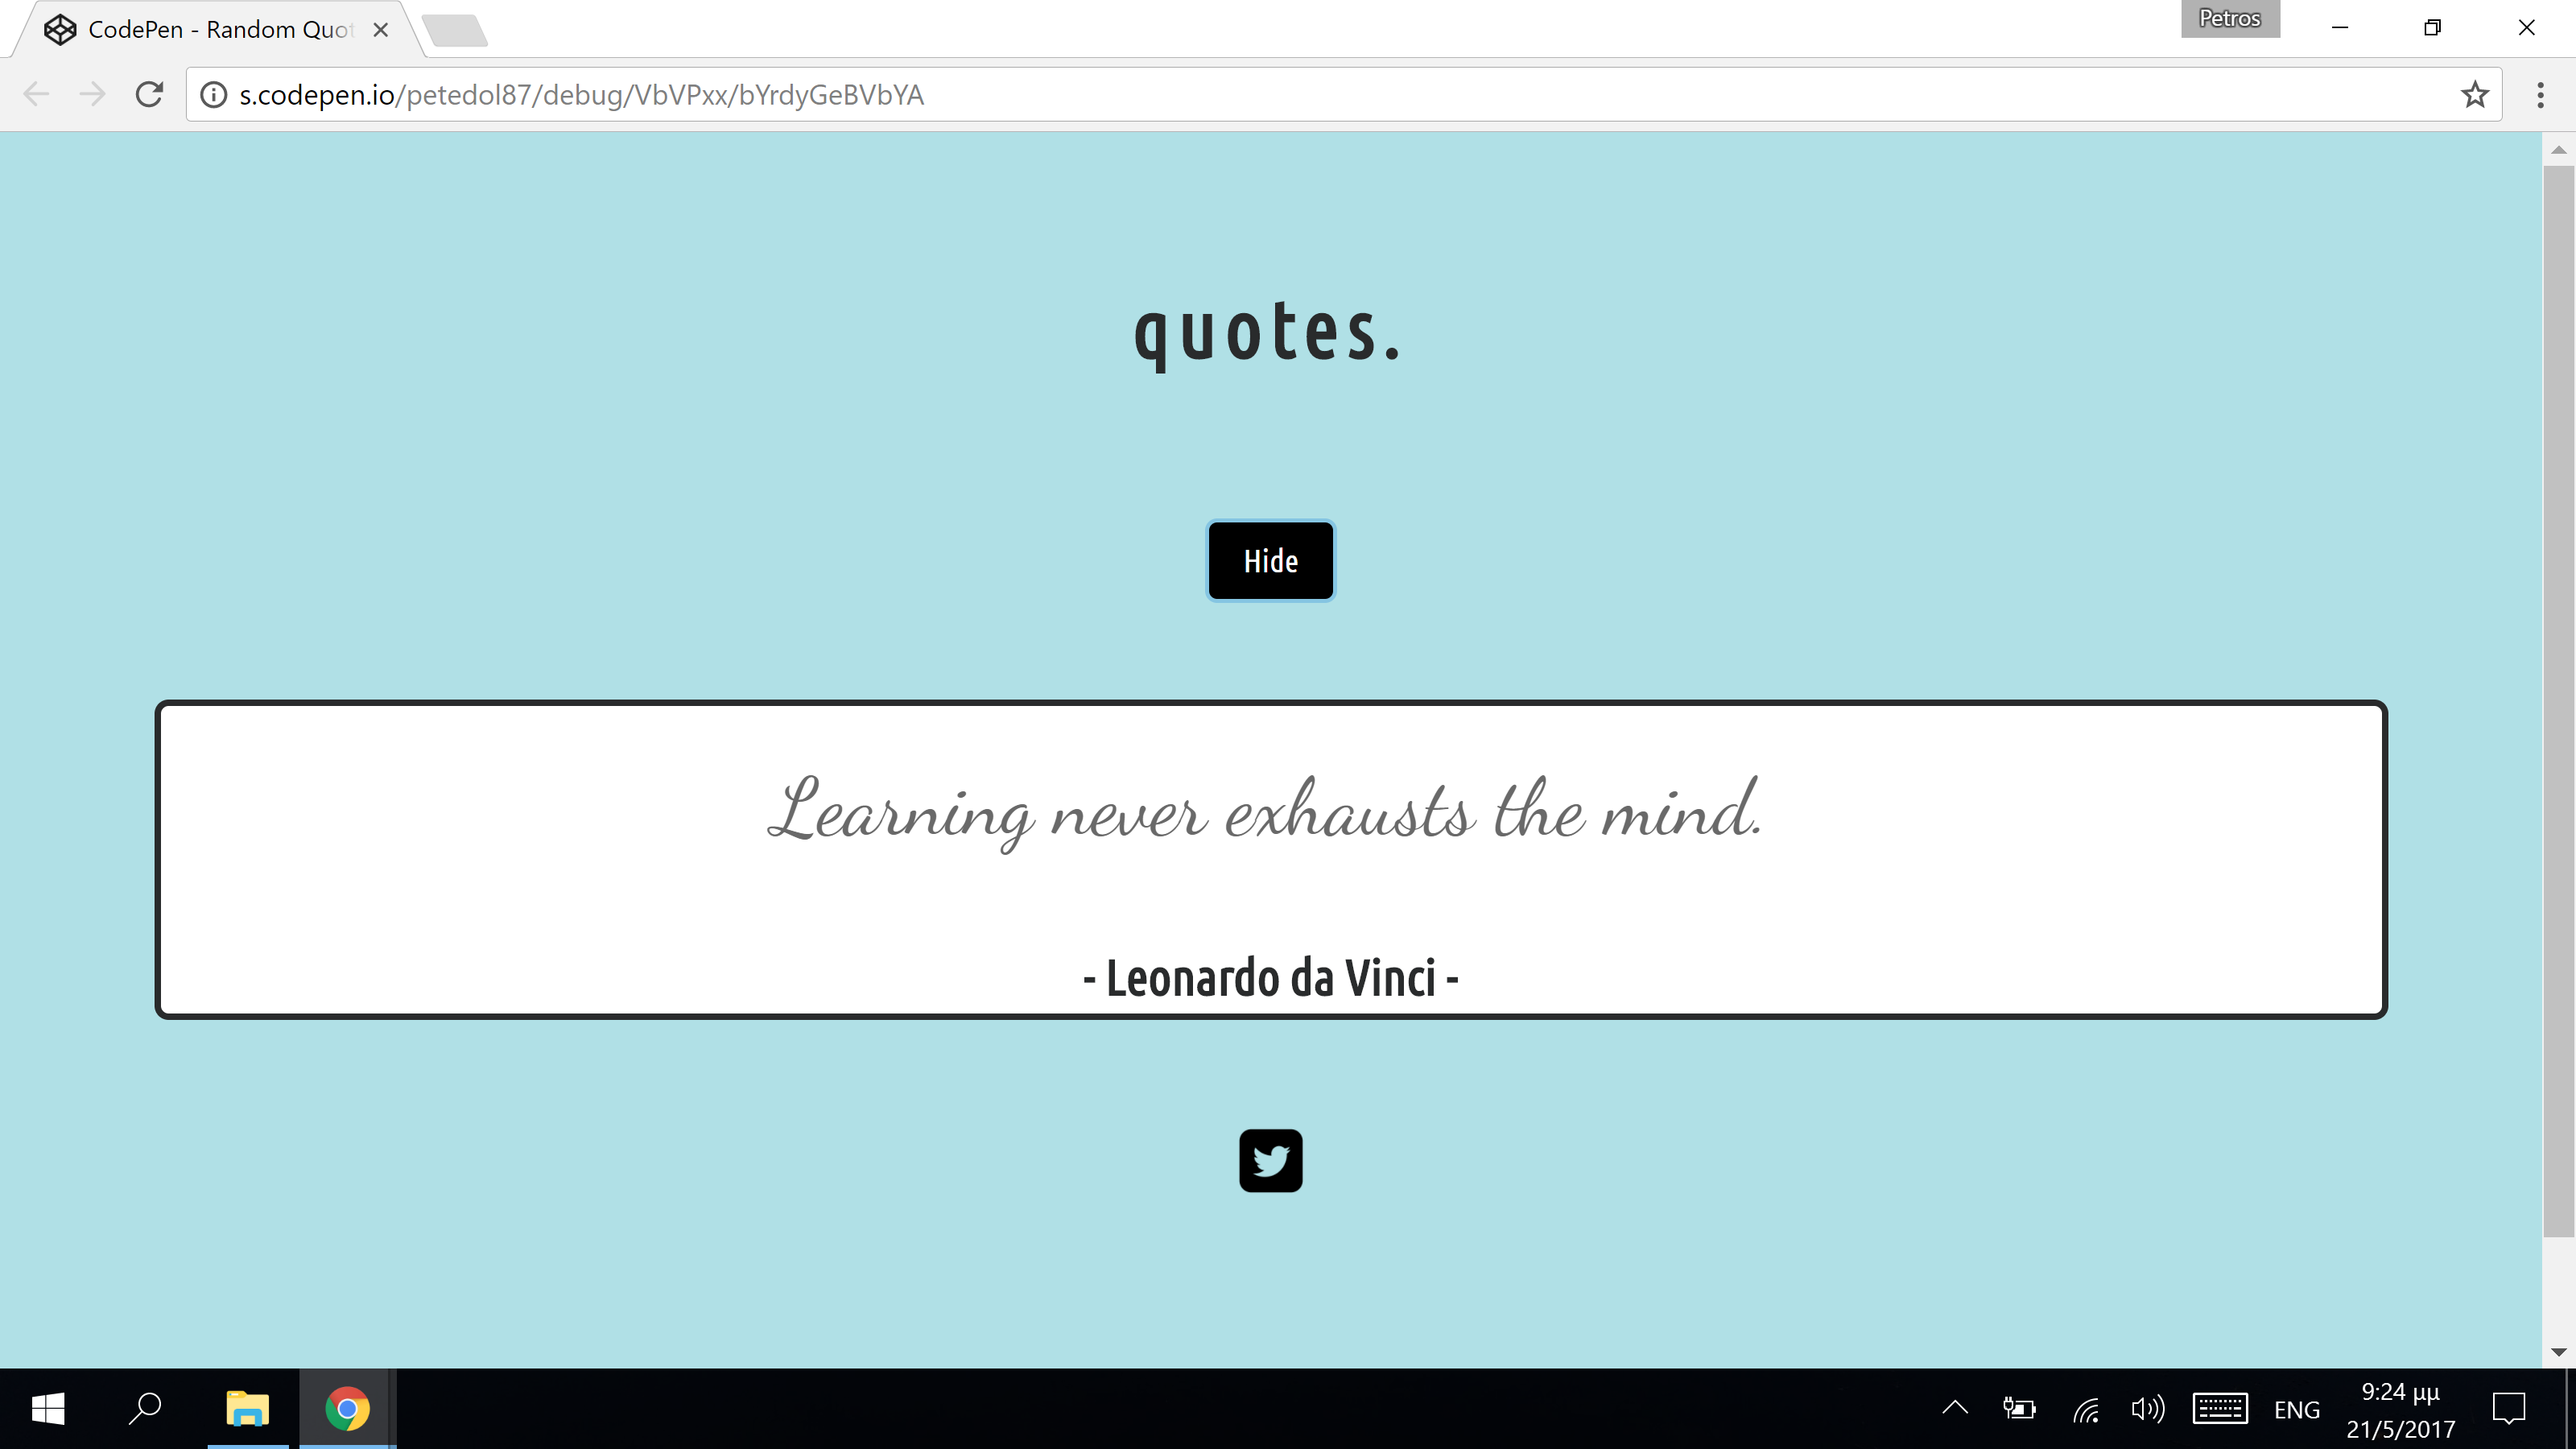 CodePen - Random Quot
Petros
s.codepen.io/petedol87/debug/VbVPxx/bYrdyGeBVbYA
quotes.
Hide
Learning never exhausts the mind.
- Leonardo da Vinci -
ENG
9:24 μμ
21/5/2017